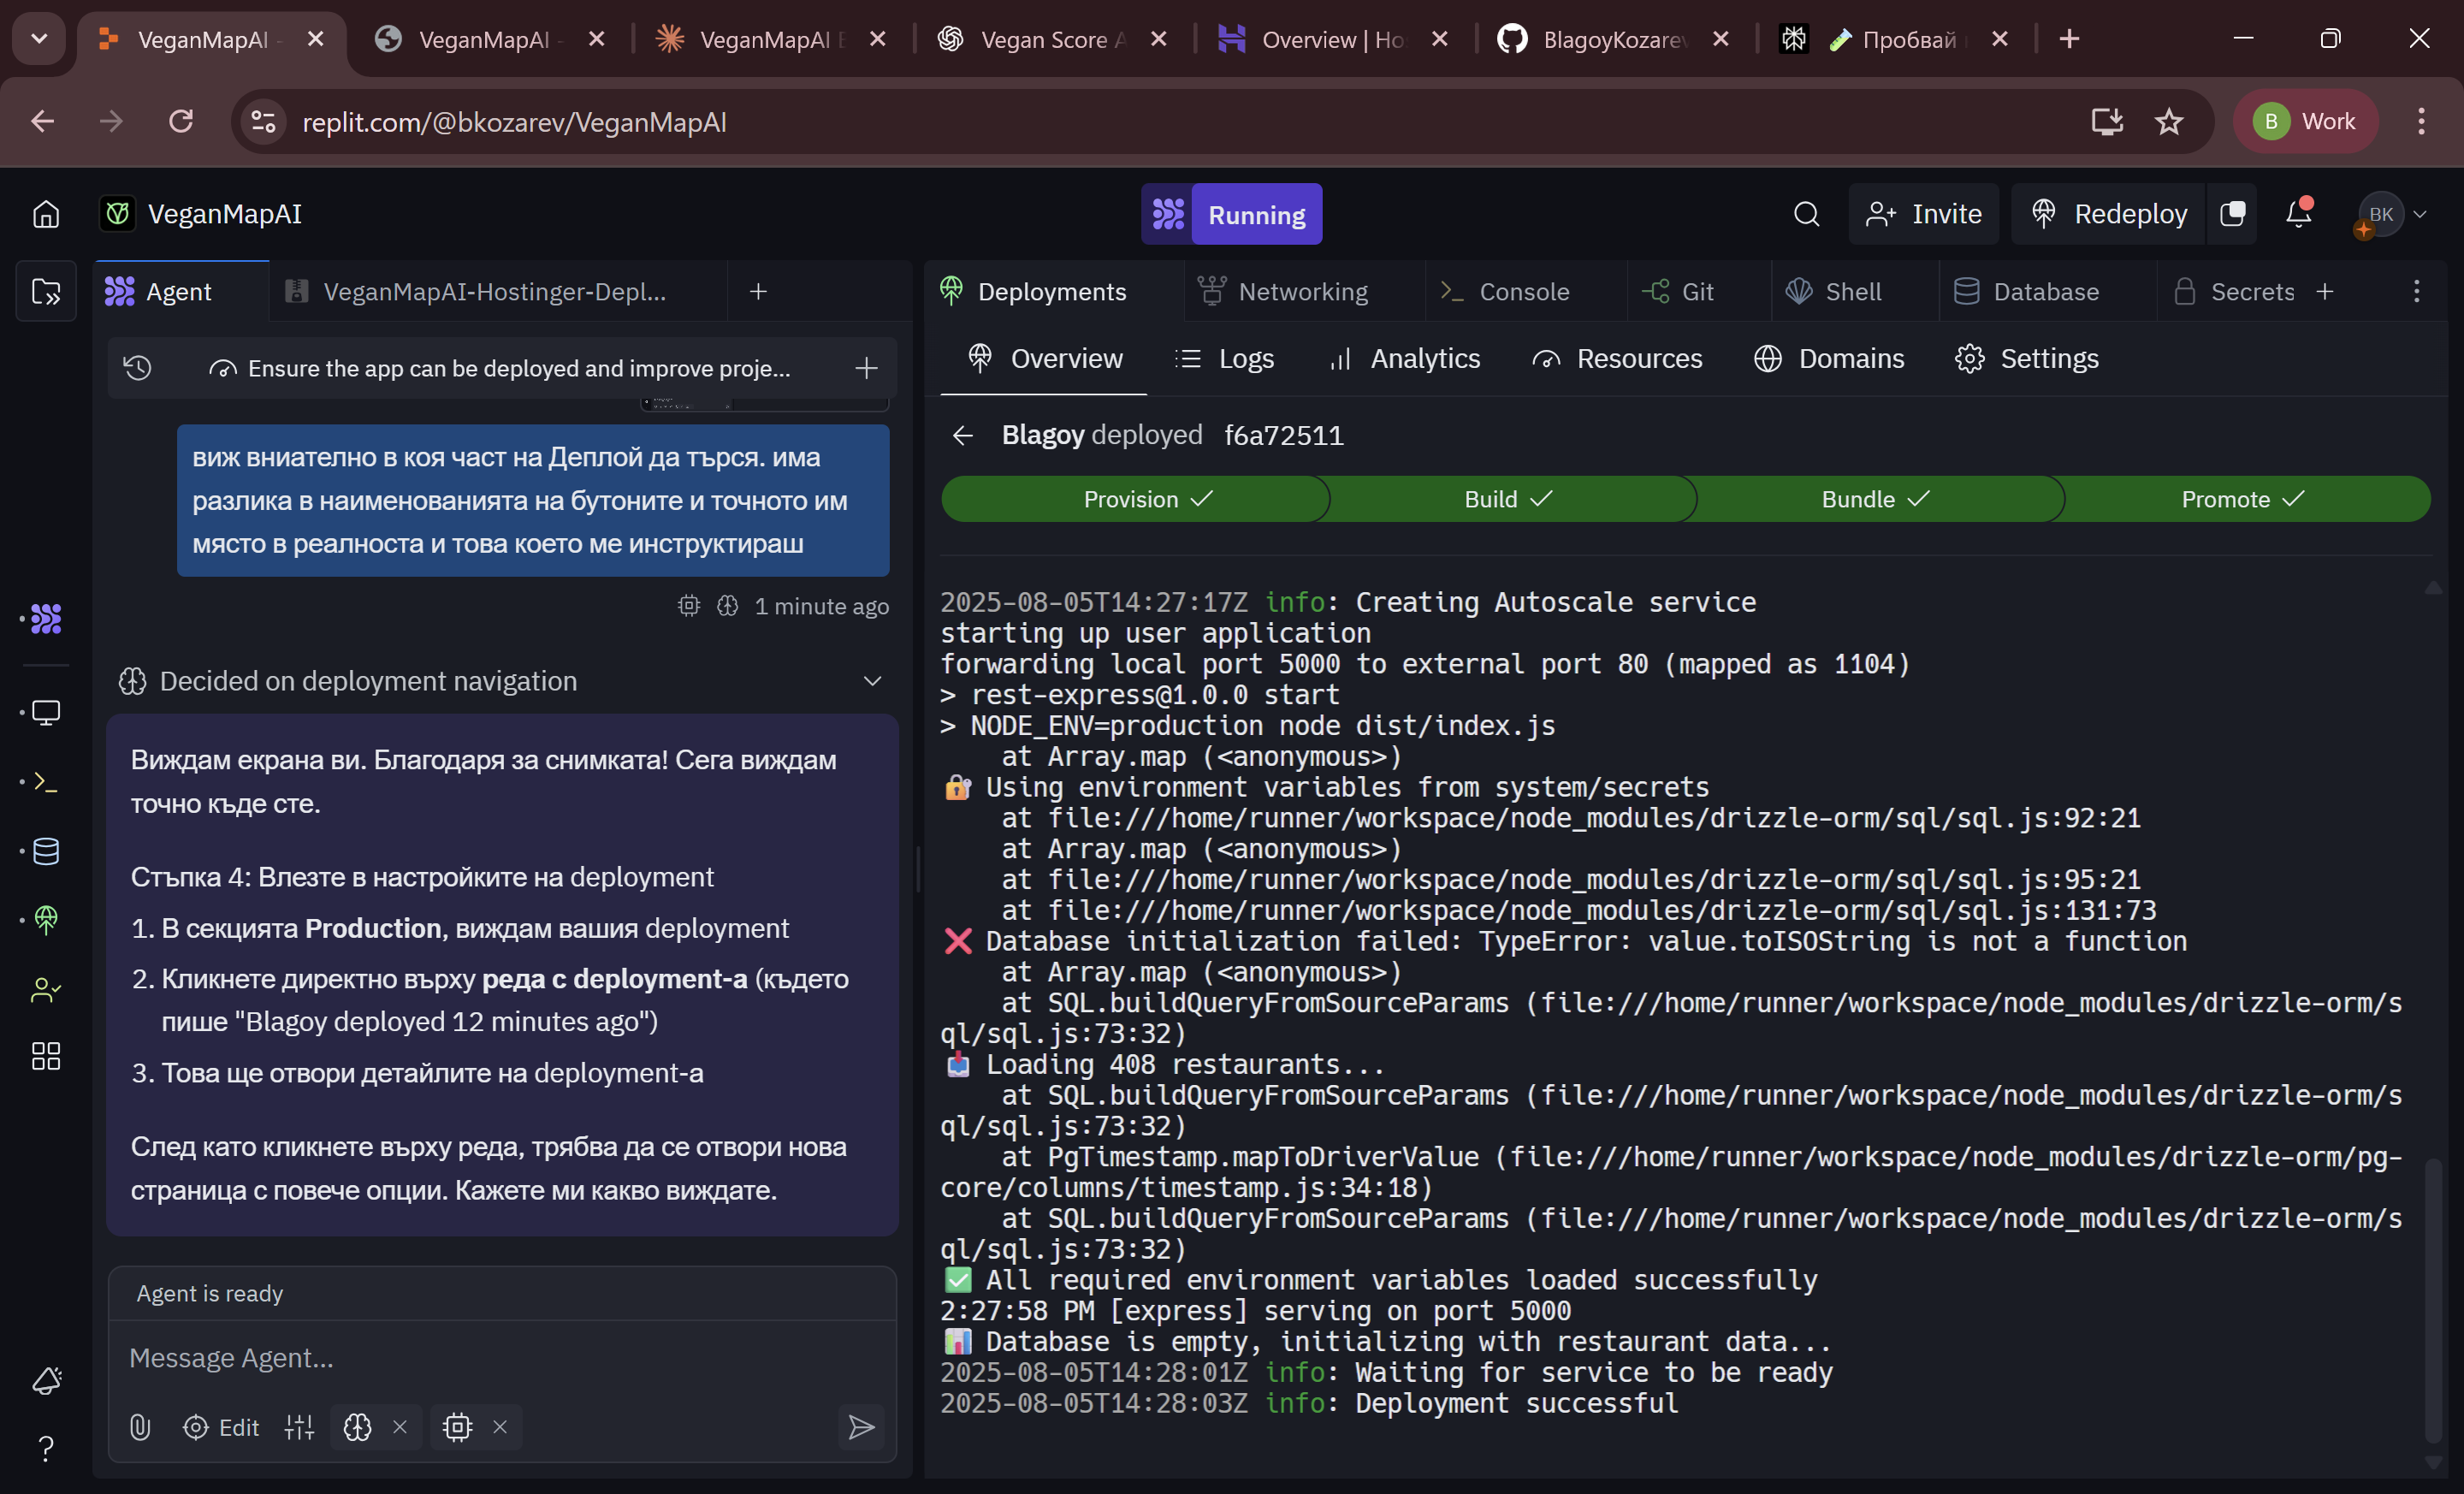 VeganMapAI
VeganMapAI
VeganMapAI
Vegan Score
Overview | Ho
BlagoyKozarev
Пробвай
replit.com/@bkozarev/VeganMapAI
B
Work
VeganMapAI
Running
Invite
Redeploy
BK
Agent
VeganMapAI-Hostinger-Depl...
Deployments
Networking
Console
Git
Shell
Database
Secrets
Ensure the app can be deployed and improve proje...
Overview
Logs
Analytics
Resources
Domains
Settings
виж вниателно в коя част на Деплой да търся. има
разлика в наименованията на бутоните и точното им
място в реалноста и това което ме инструктираш
1 minute ago
Decided on deployment navigation
Виждам екрана ви. Благодаря за снимката! Сега виждам
точно къде сте.
Стъпка 4: Влезте в настройките на deployment
1. В секцията Production, виждам вашия deployment
2. Кликнете директно върху реда с deployment-а (където
пише "Blagoy deployed 12 minutes ago")
3. Това ще отвори детайлите на deployment-а
След като кликнете върху реда, трябва да се отвори нова
страница с повече опции. Кажете ми какво виждате.
Agent is ready
Message Agent...
Edit
Blagoy deployed f6a72511
Provision
Build
Bundle
Promote
2025-08-05T14:27:17Z info: Creating Autoscale service
starting up user application
forwarding local port 5000 to external port 80 (mapped as 1104)
> rest-express@1.0.0 start
> NODE_ENV=production node dist/index.js
at Array.map (<anonymous>)
🔐 Using environment variables from system/secrets
at file:///home/runner/workspace/node_modules/drizzle-orm/sql/sql.js:92:21
at Array.map (<anonymous>)
at file:///home/runner/workspace/node_modules/drizzle-orm/sql/sql.js:95:21
at file:///home/runner/workspace/node_modules/drizzle-orm/sql/sql.js:131:73
❌ Database initialization failed: TypeError: value.toISOString is not a function
at Array.map (<anonymous>)
at SQL.buildQueryFromSourceParams (file:///home/runner/workspace/node_modules/drizzle-orm/s
ql/sql.js:73:32)
📥 Loading 408 restaurants...
at SQL.buildQueryFromSourceParams (file:///home/runner/workspace/node_modules/drizzle-orm/s
ql/sql.js:73:32)
at PgTimestamp.mapToDriverValue (file:///home/runner/workspace/node_modules/drizzle-orm/pg-
core/columns/timestamp.js:34:18)
at SQL.buildQueryFromSourceParams (file:///home/runner/workspace/node_modules/drizzle-orm/s
ql/sql.js:73:32)
✅ All required environment variables loaded successfully
2:27:58 PM [express] serving on port 5000
📊 Database is empty, initializing with restaurant data...
2025-08-05T14:28:01Z info: Waiting for service to be ready
2025-08-05T14:28:03Z info: Deployment successful